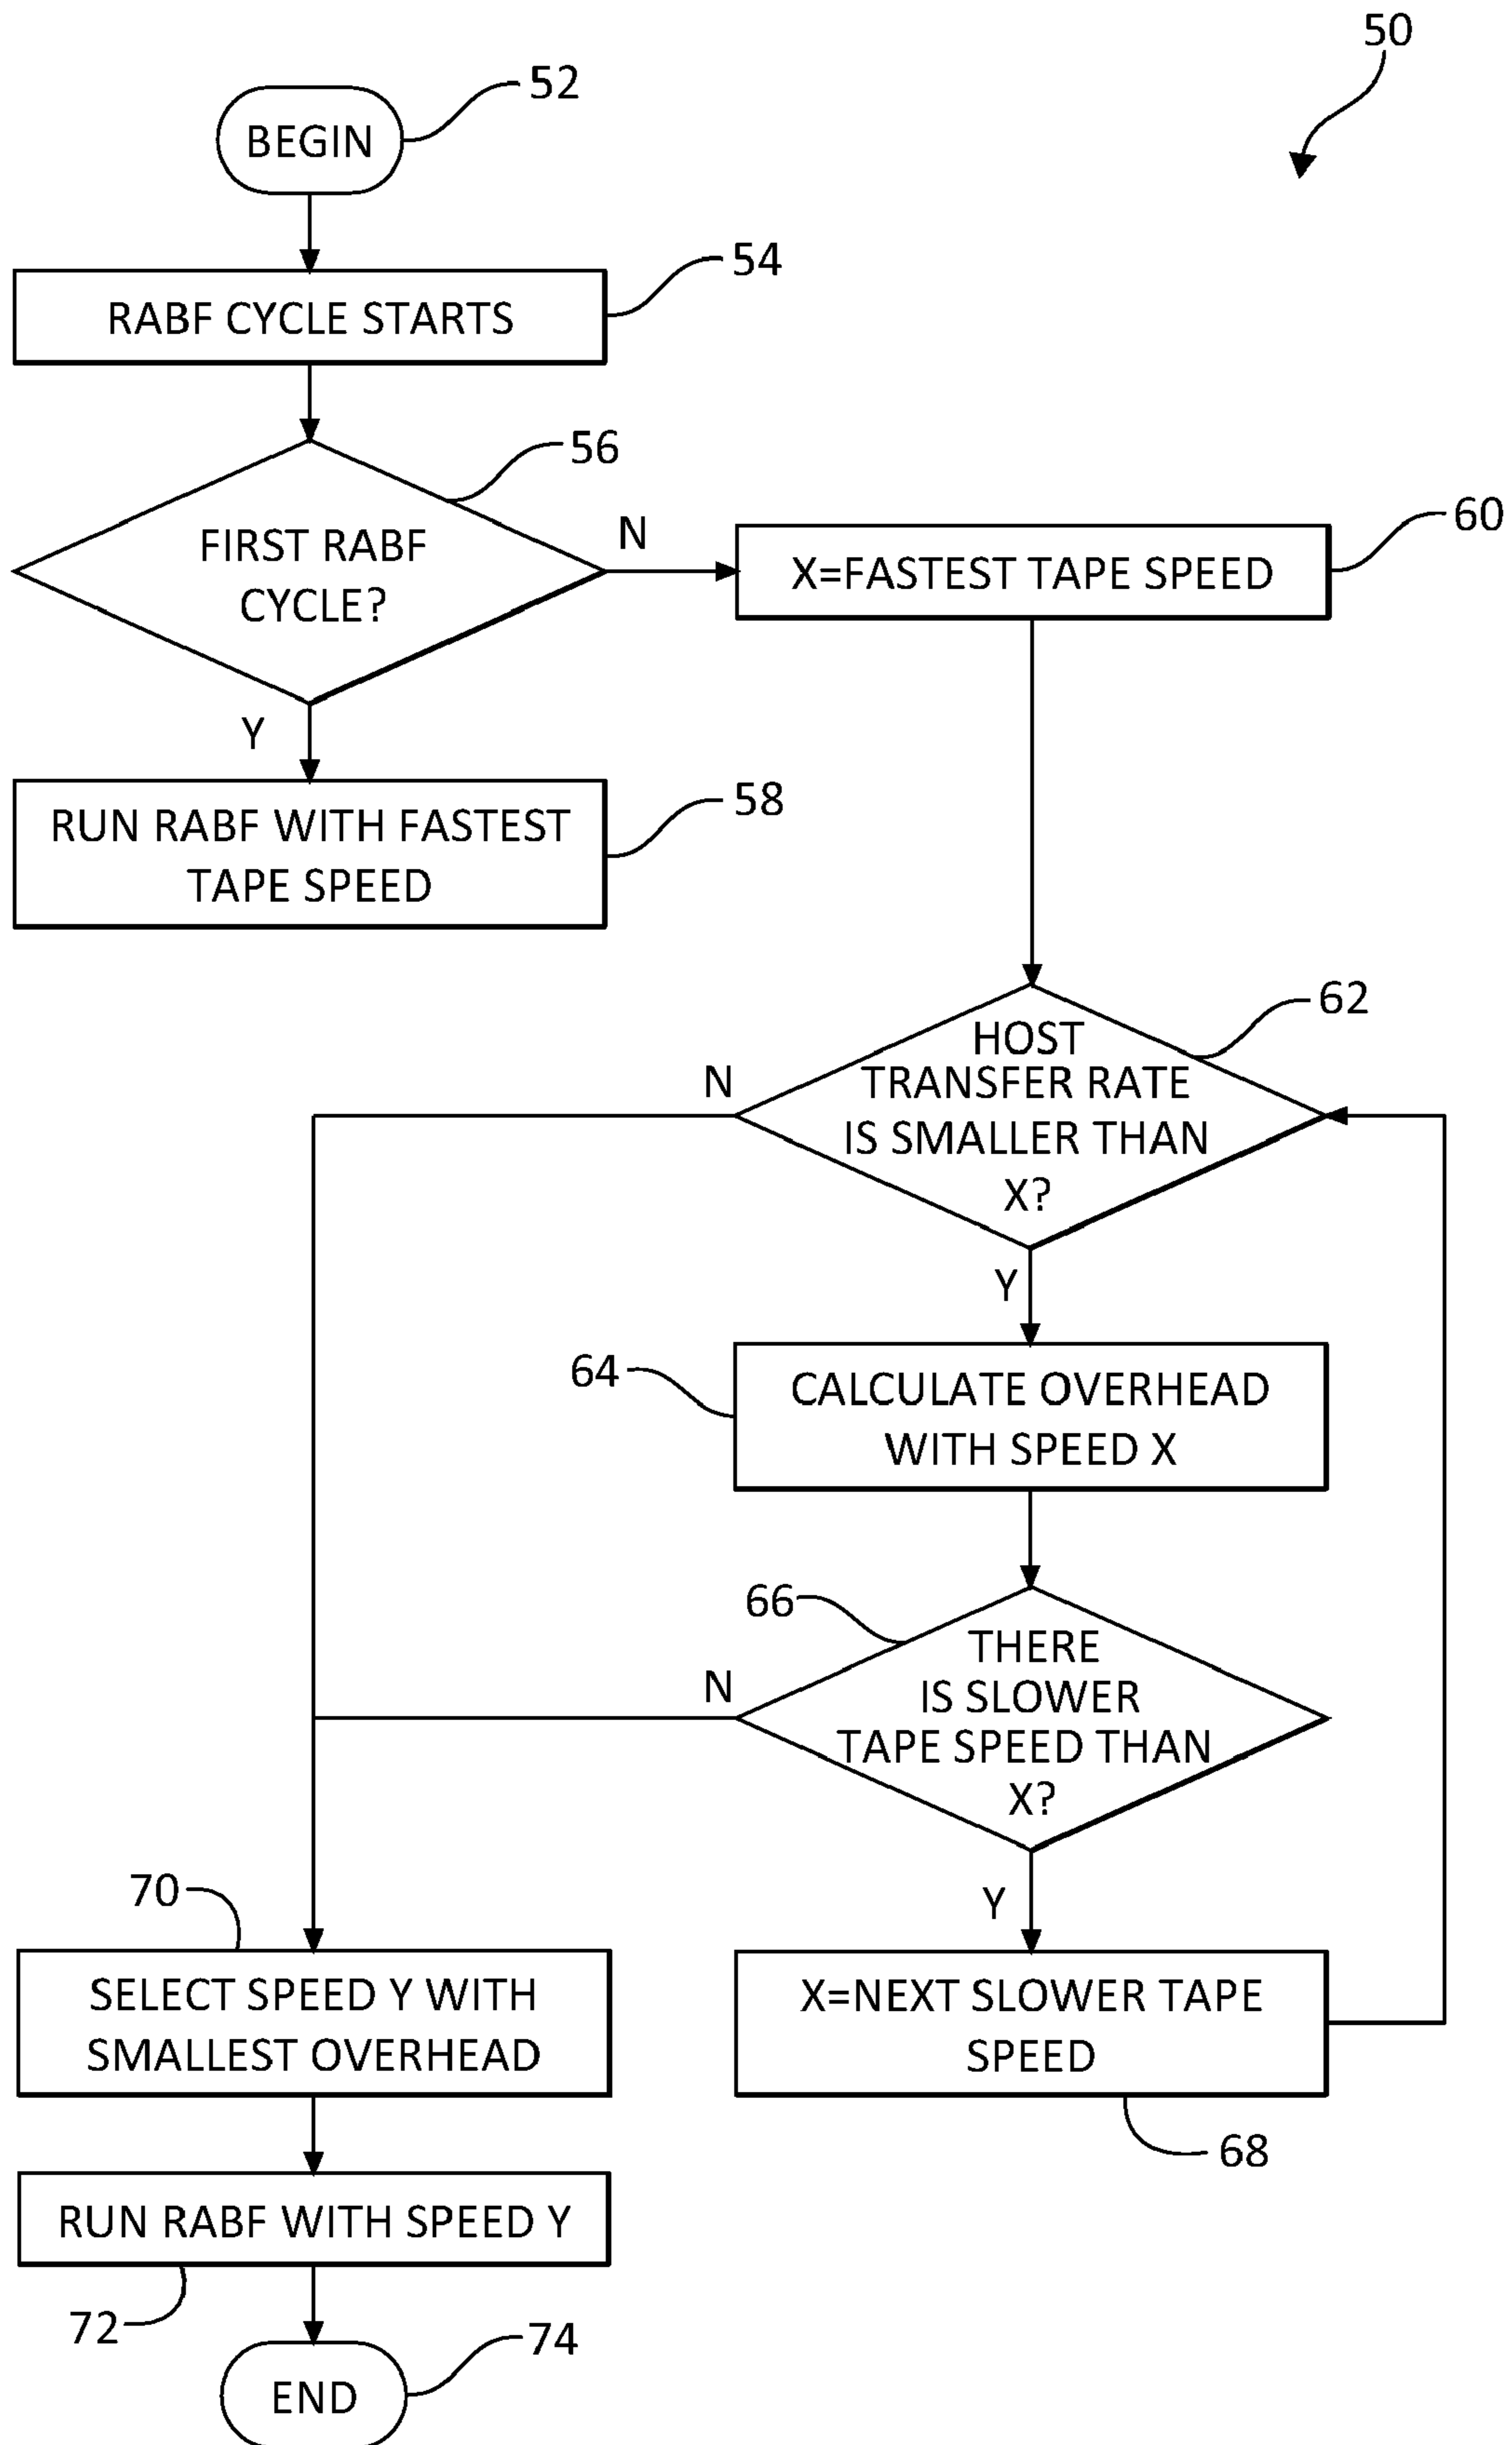 50
52
BEGIN
54
RABF CYCLE STARTS
56
FIRST RABF
CYCLE?
N
60
X=FASTEST TAPE SPEED
Y
58
RUN RABF WITH FASTEST
TAPE SPEED
62
HOST
TRANSFER RATE
IS SMALLER THAN
X?
N
Y
64
CALCULATE OVERHEAD
WITH SPEED X
66
THERE
IS SLOWER
TAPE SPEED THAN
X?
N
Y
70
SELECT SPEED Y WITH
SMALLEST OVERHEAD
X=NEXT SLOWER TAPE
SPEED
68
RUN RABF WITH SPEED Y
72
74
END